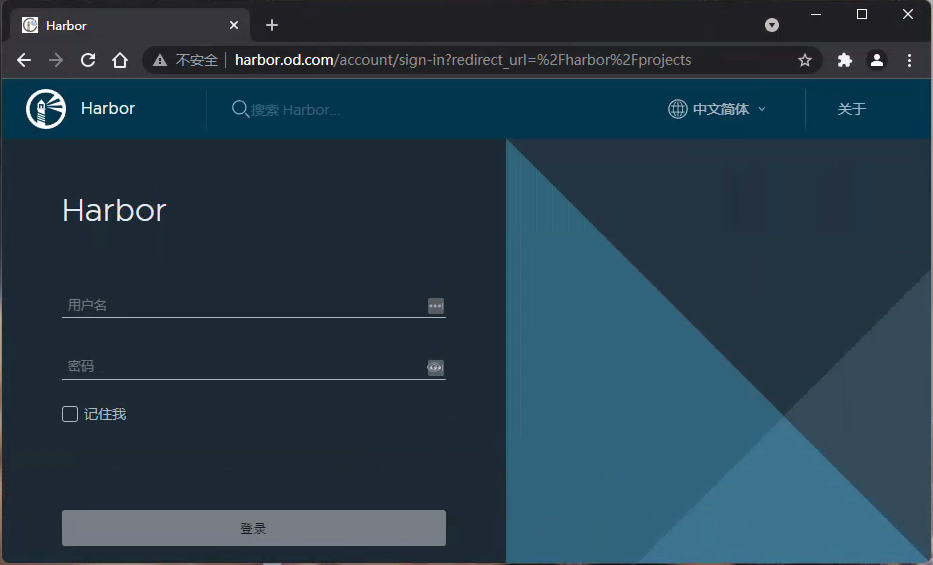 Harbor
不安全 harbor.od.com/account/sign-in?redirect_url=%2Fharbor%2Fprojects
Harbor 搜索 Harbor... 中文简体 关于
Harbor
用户名
密码
记住我
登录